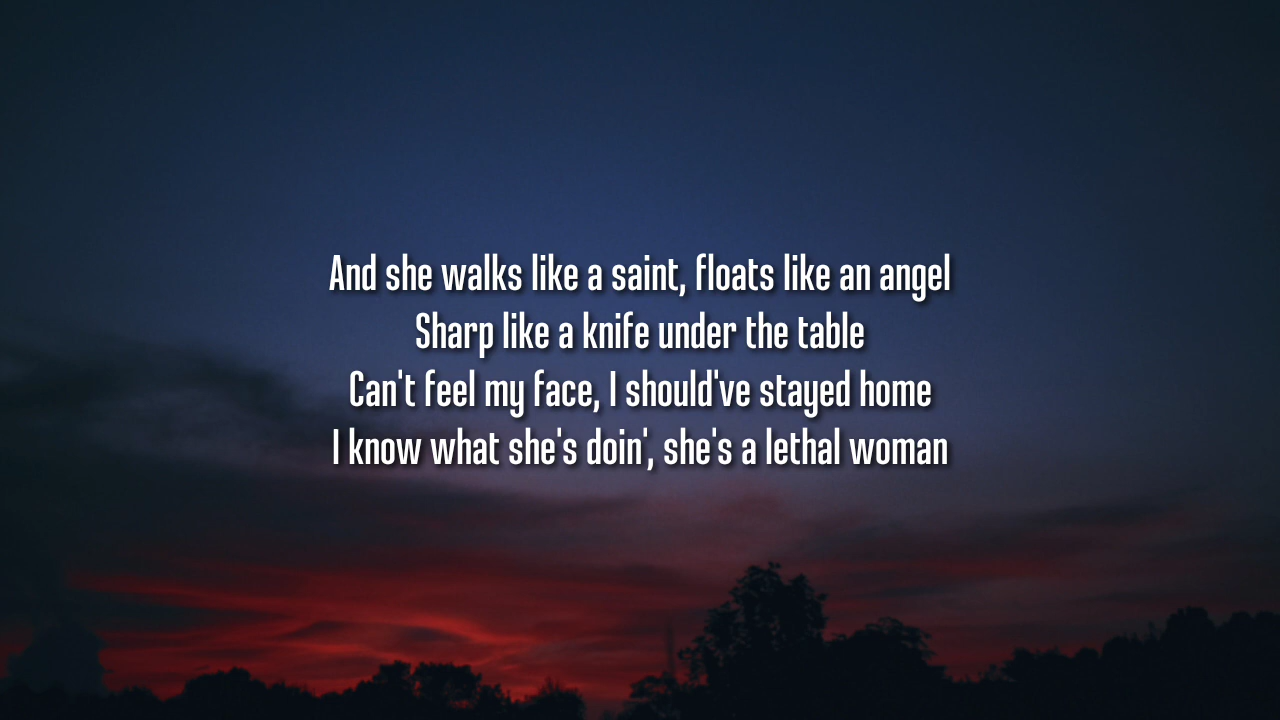 And she walks like a saint, floats like an angel
Sharp like a knife under the table
Can't feel my face, I should've stayed home
I know what she's doin', she's a lethal woman